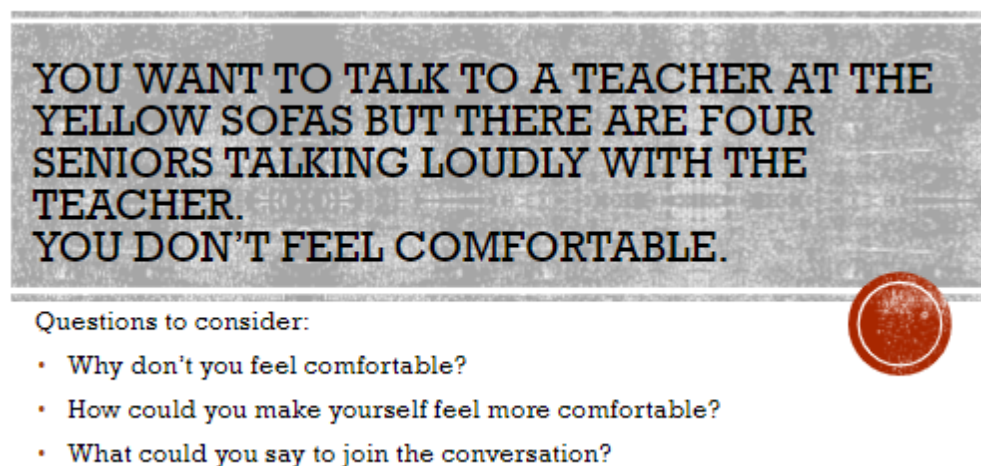 YOU WANT TO TALK TO A TEACHER AT THE
YELLOW SOFAS BUT THERE ARE FOUR
SENIORS TALKING LOUDLY WITH THE
TEACHER.
YOU DON'T FEEL COMFORTABLE.
Questions to consider:
• Why don't you feel comfortable?
• How could you make yourself feel more comfortable?
• What could you say to join the conversation?